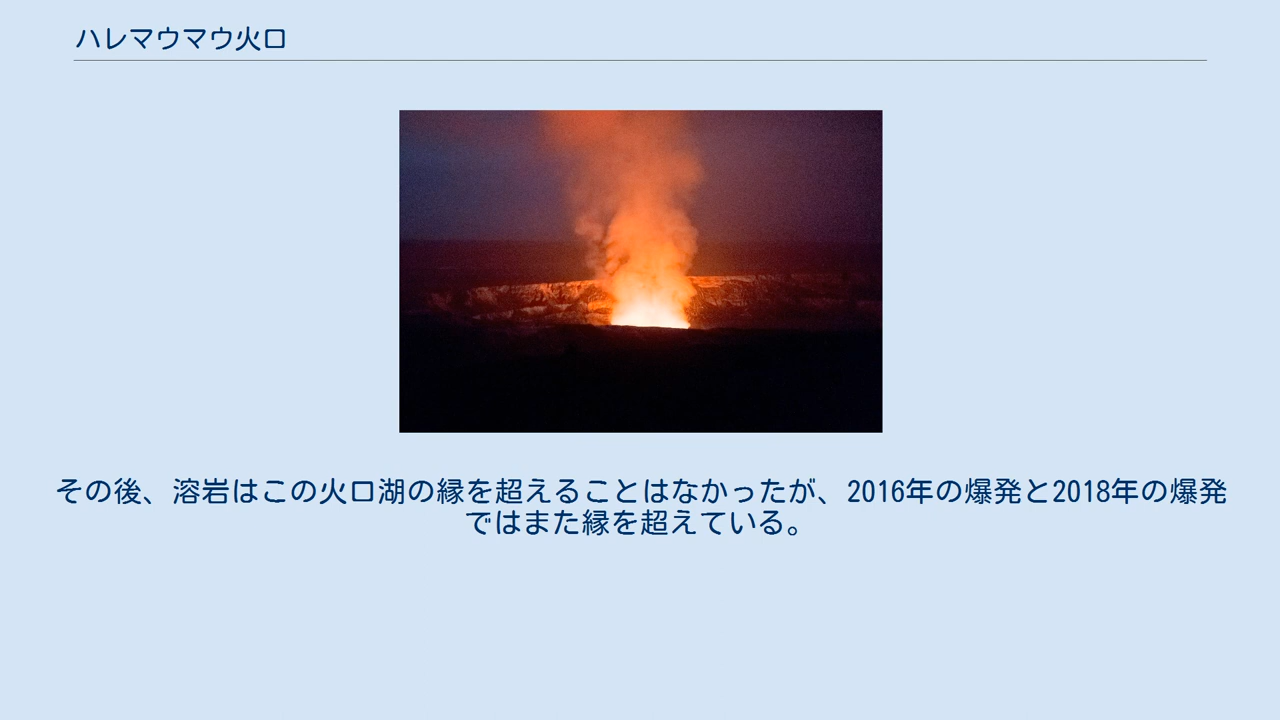 ハレマウマウ火口
その後、溶岩はこの火口湖の縁を超えることはなかったが、2016年の爆発と2018年の爆発
ではまた縁を超えている。